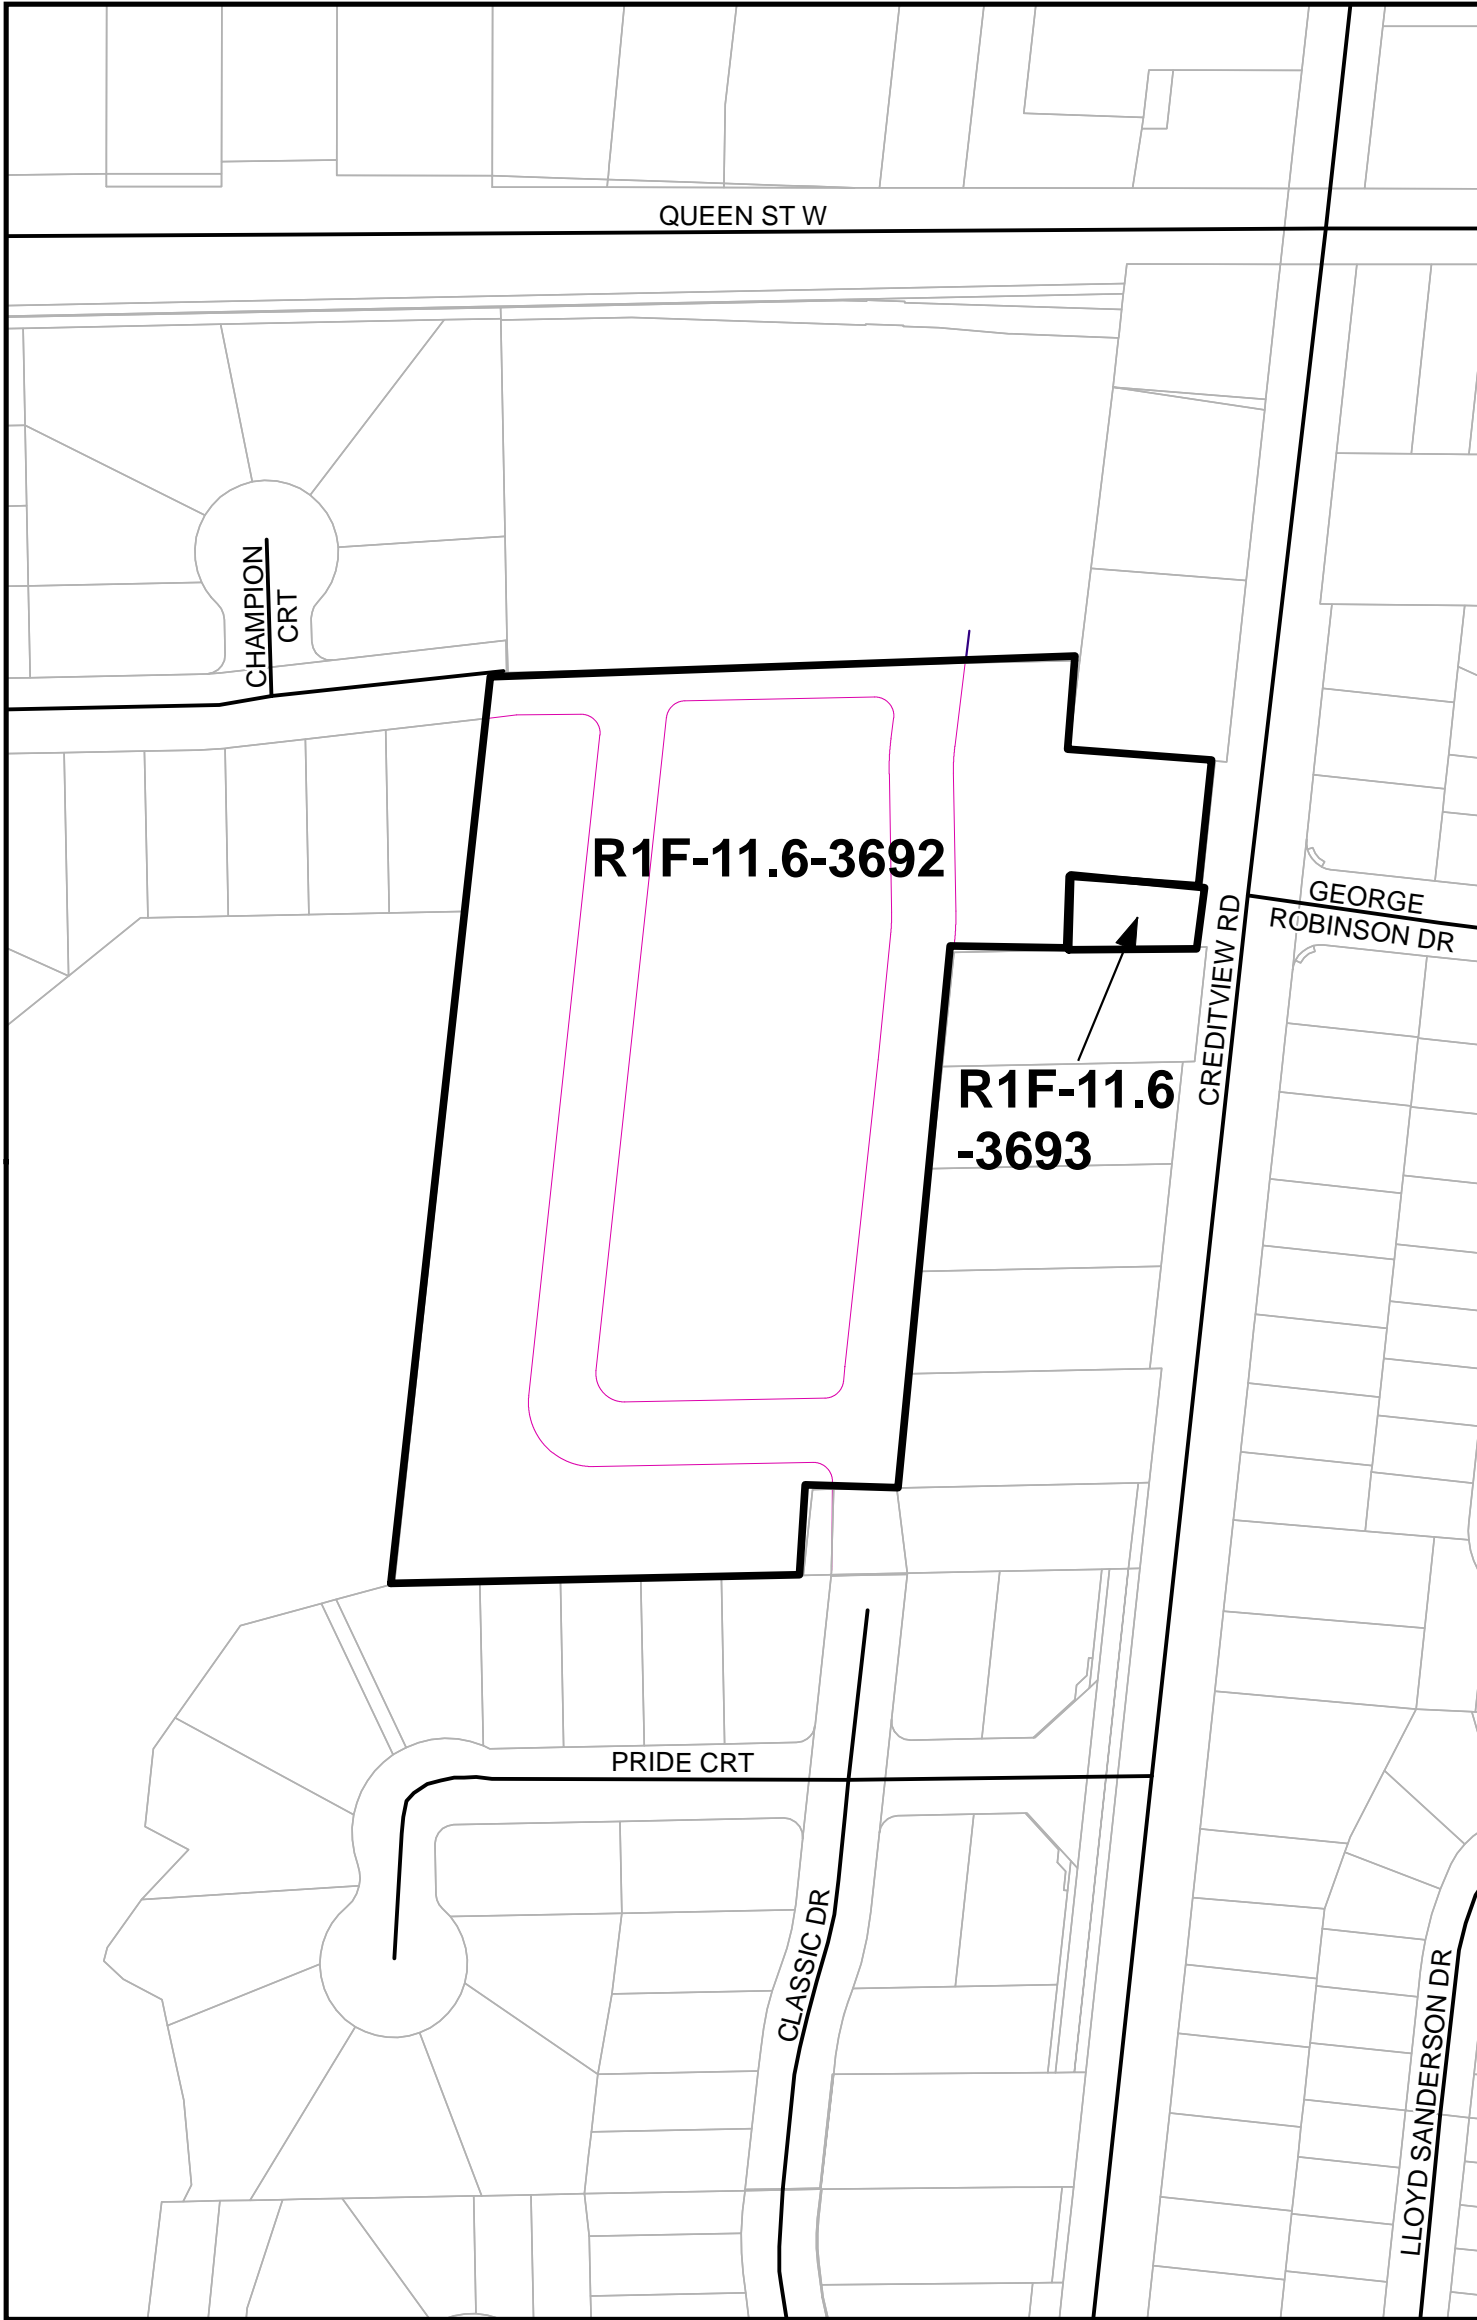 QUEEN ST W
CHAMPION
CRT
R1F-11.6-3692
GEORGE
ROBINSON DR
CREDITVIEW RD
R1F-11.6
-3693
PRIDE CRT
CLASSIC DR
LLOYD SANDERSON DR